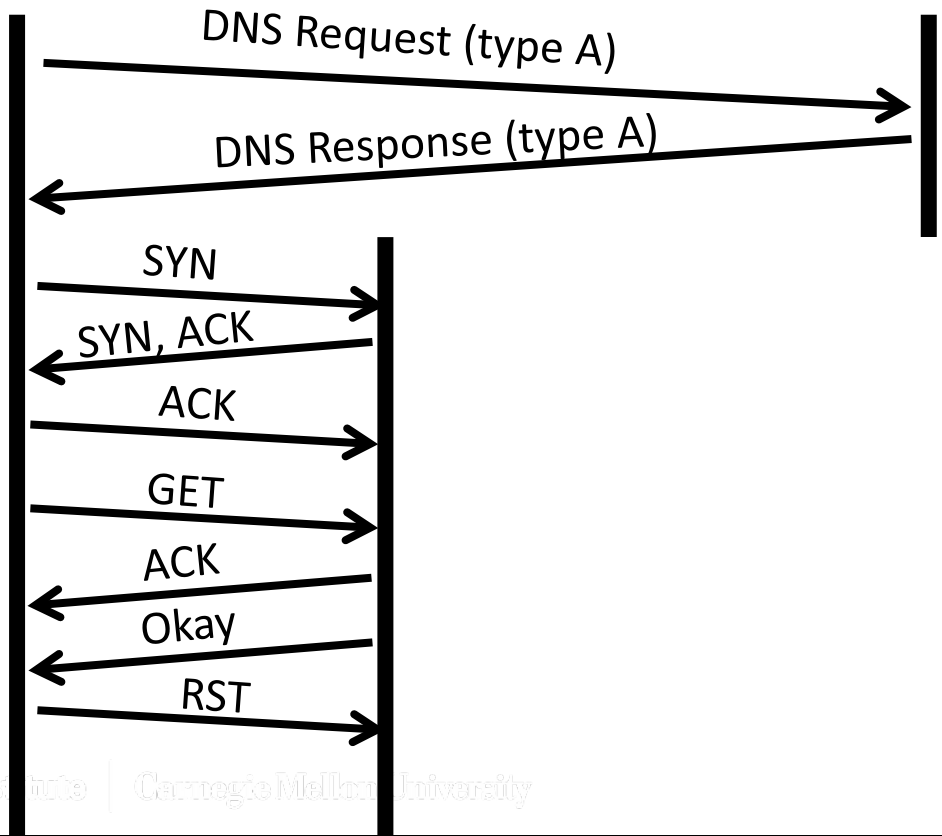 DNS Request (type A)
DNS Response (type A)
SYN
SYN, ACK
ACK
GET
ACK
Okay
RST
Carnegie Mellon University